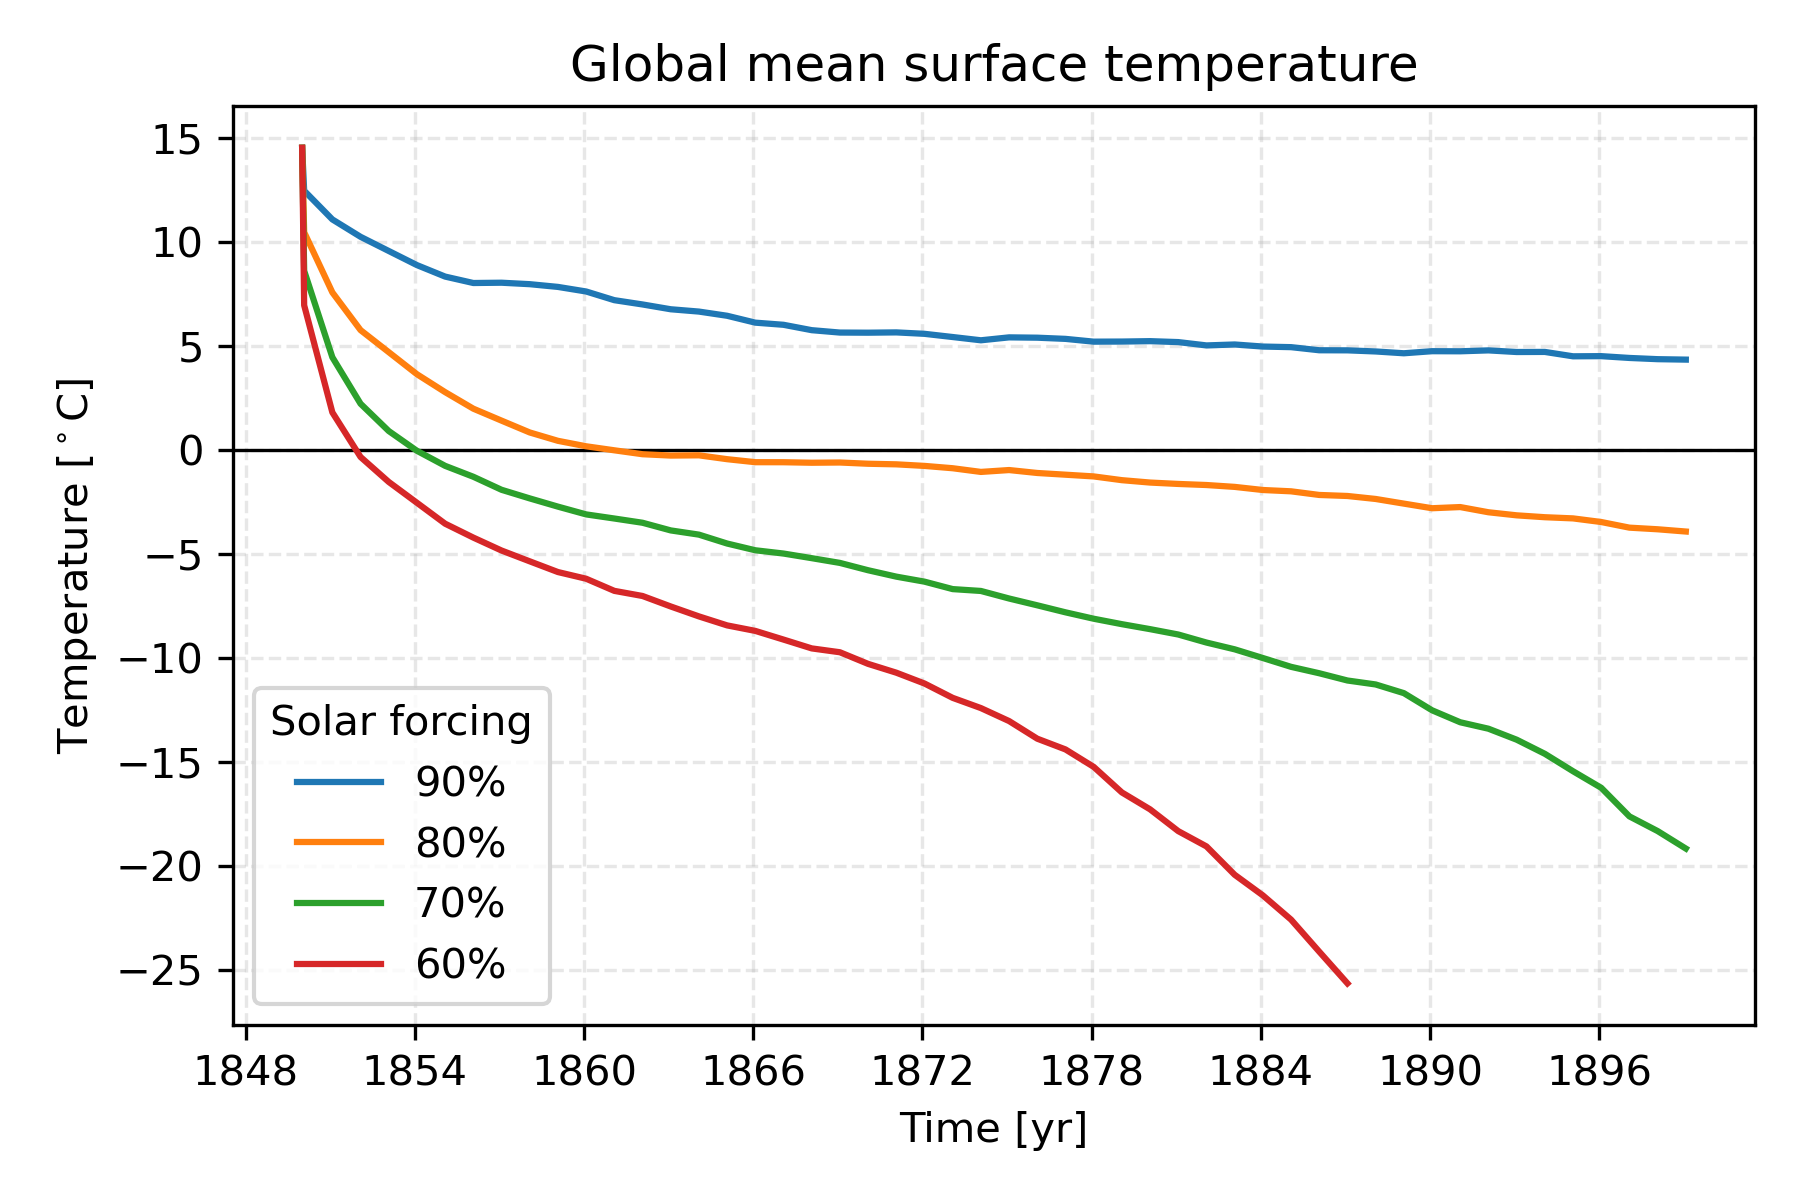 Global mean surface temperature
Temperature [°C]
15
10
5
0
−5
−10
−15
−20
−25
Solar forcing
90%
80%
70%
60%
1848 1854 1860 1866 1872 1878 1884 1890 1896
Time [yr]